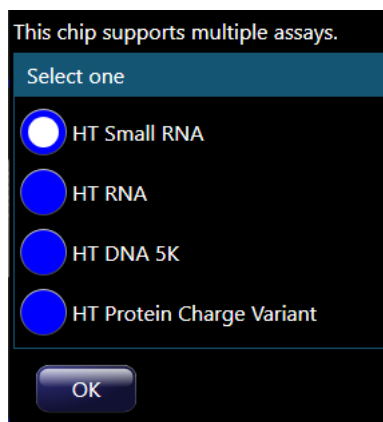 This chip supports multiple assays.
Select one
HT Small RNA
HT RNA
HT DNA 5K
HT Protein Charge Variant
OK